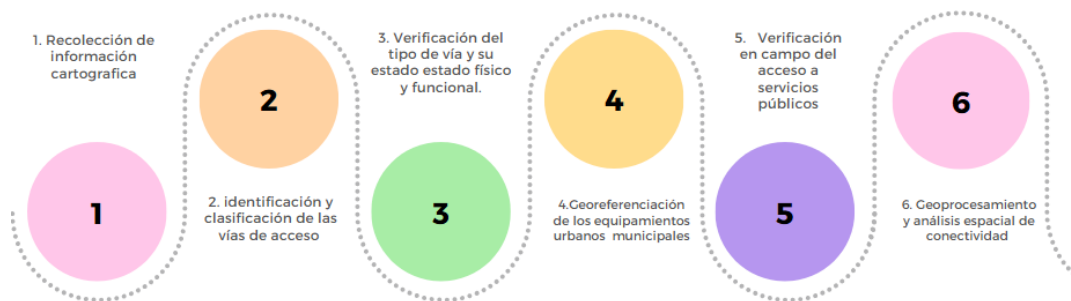 1. Recolección de
información
cartografica
1
2
2. identificación y
clasificación de las
vías de acceso
3. Verificación del
tipo de vía y su
estado estado físico
y funcional.
3
4
4.Georeferenciación
de los equipamientos
urbanos municipales
5. Verificación
en campo del
acceso a
servicios
públicos
5
6
6. Geoprocesamiento
y análisis espacial de
conectividad